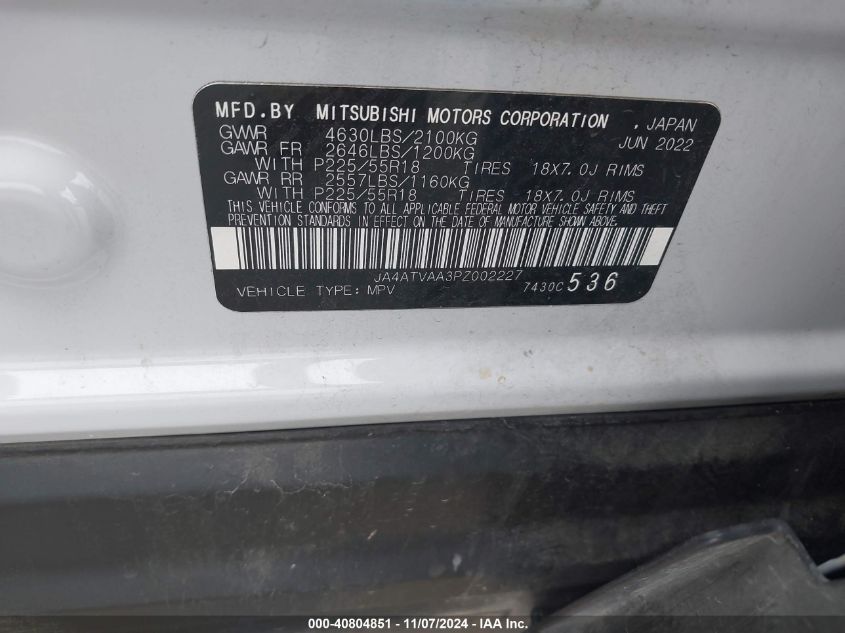 MFD.BY MITSUBISHI MOTORS CORPORATION , JAPAN
GVWR 4630LBS/2100KG JUN 2022
GAWR FR 2646LBS/1200KG
WITH P225/55R18 TIRES 18X7.0J RIMS
GAWR RR 2557LBS/1160KG
WITH P225/55R18 TIRES 18X7.0J RIMS
THIS VEHICLE CONFORMS TO ALL APPLICABLE FEDERAL MOTOR VEHICLE SAFETY AND THEFT
PREVENTION STANDARDS IN EFFECT ON THE DATE OF MANUFACTURE SHOWN ABOVE.
JA4ATVAA3PZ002227
VEHICLE TYPE: MPV 7430C 536
000-40804851 - 11/07/2024 - IAA Inc.